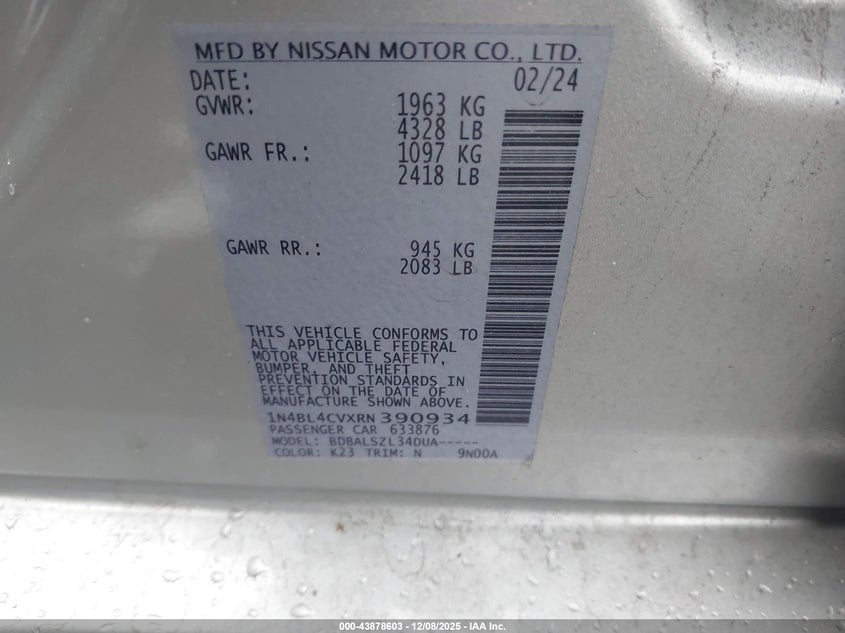 MFD BY NISSAN MOTOR CO., LTD.
DATE: 02/24
GVWR: 1963 KG
4328 LB
GAWR FR.: 1097 KG
2418 LB
GAWR RR.: 945 KG
2083 LB
THIS VEHICLE CONFORMS TO
ALL APPLICABLE FEDERAL
MOTOR VEHICLE SAFETY,
BUMPER, AND THEFT
PREVENTION STANDARDS IN
EFFECT ON THE DATE OF
MANUFACTURE SHOWN ABOVE.
1N4BL4CVXRN390934
PASSENGER CAR 633876
MODEL: BDBALSZL34DUA-----
COLOR: K23 TRIM: N 9N00A
000-43878603 - 12/08/2025 - IAA Inc.